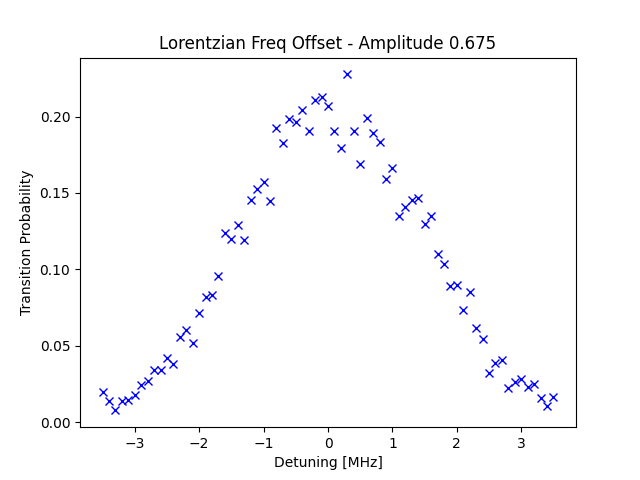 Lorentzian Freq Offset - Amplitude 0.675
Transition Probability
0.20
0.15
0.10
0.05
0.00
−3 −2 −1 0 1 2 3
Detuning [MHz]